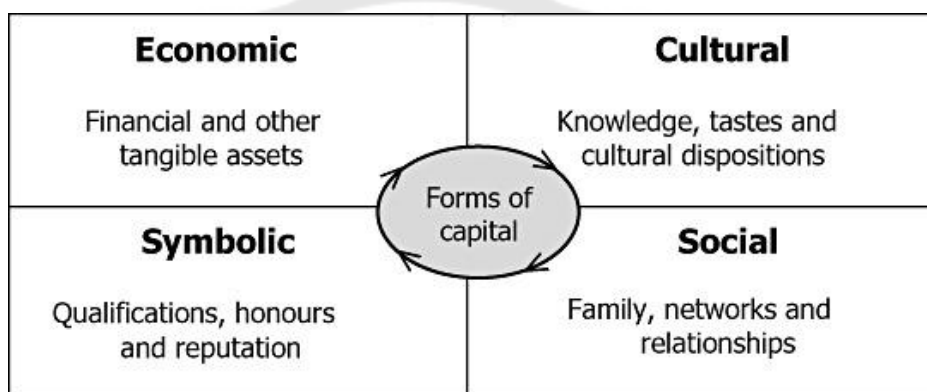 Economic
Financial and other
tangible assets
Cultural
Knowledge, tastes and
cultural dispositions
Forms of
capital
Symbolic
Qualifications, honours
and reputation
Social
Family, networks and
relationships